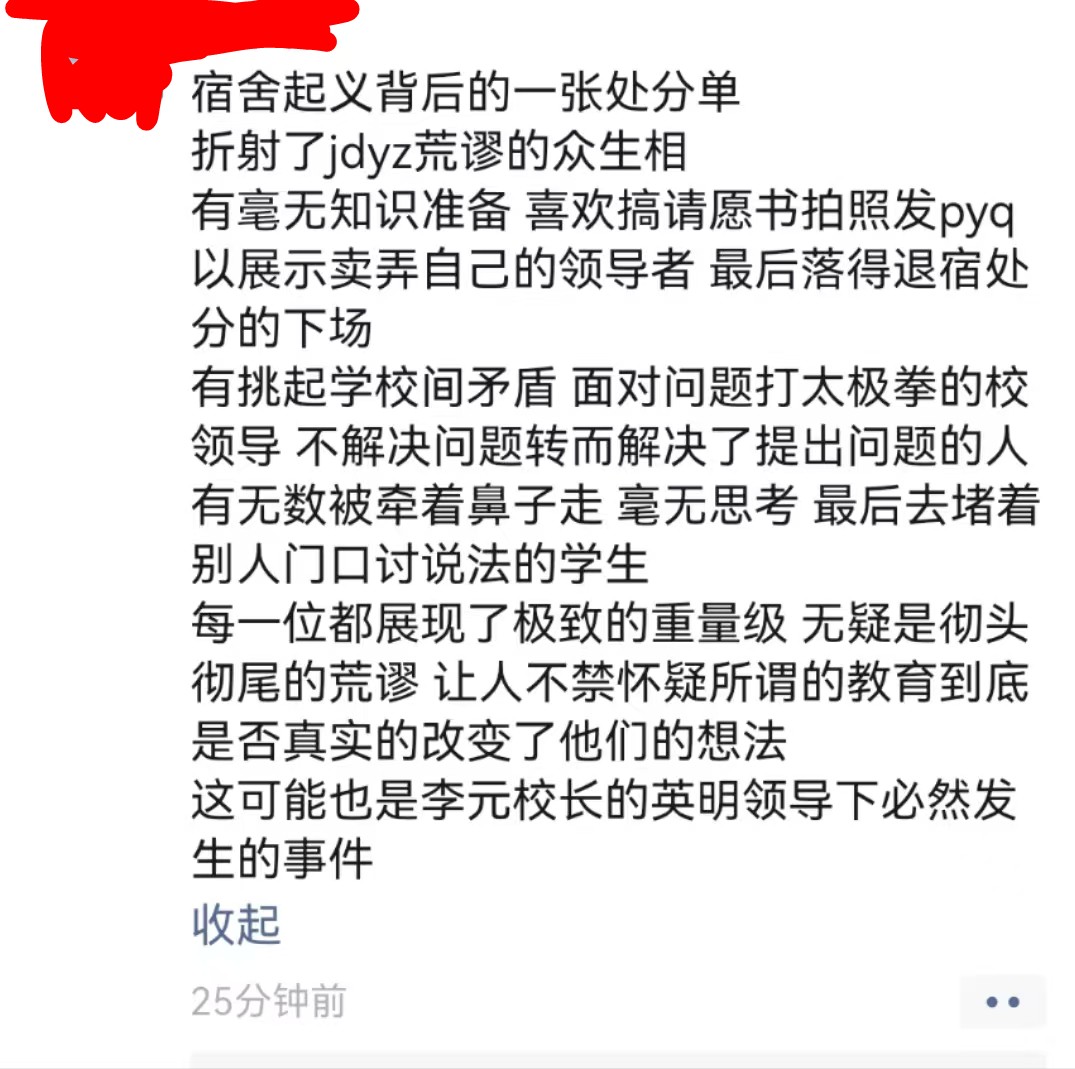 宿舍起义背后的一张处分单
折射了jdyz荒谬的众生相
有毫无知识准备 喜欢搞请愿书拍照发pyq
以展示卖弄自己的领导者 最后落得退宿处
分的下场
有挑起学校间矛盾 面对问题打太极拳的校
领导 不解决问题转而解决了提出问题的人
有无数被牵着鼻子走 毫无思考 最后去堵着
别人门口讨说法的学生
每一位都展现了极致的重量级 无疑是彻头
彻尾的荒谬 让人不禁怀疑所谓的教育到底
是否真实的改变了他们的想法
这可能也是李元校长的英明领导下必然发
生的事件
收起
25分钟前